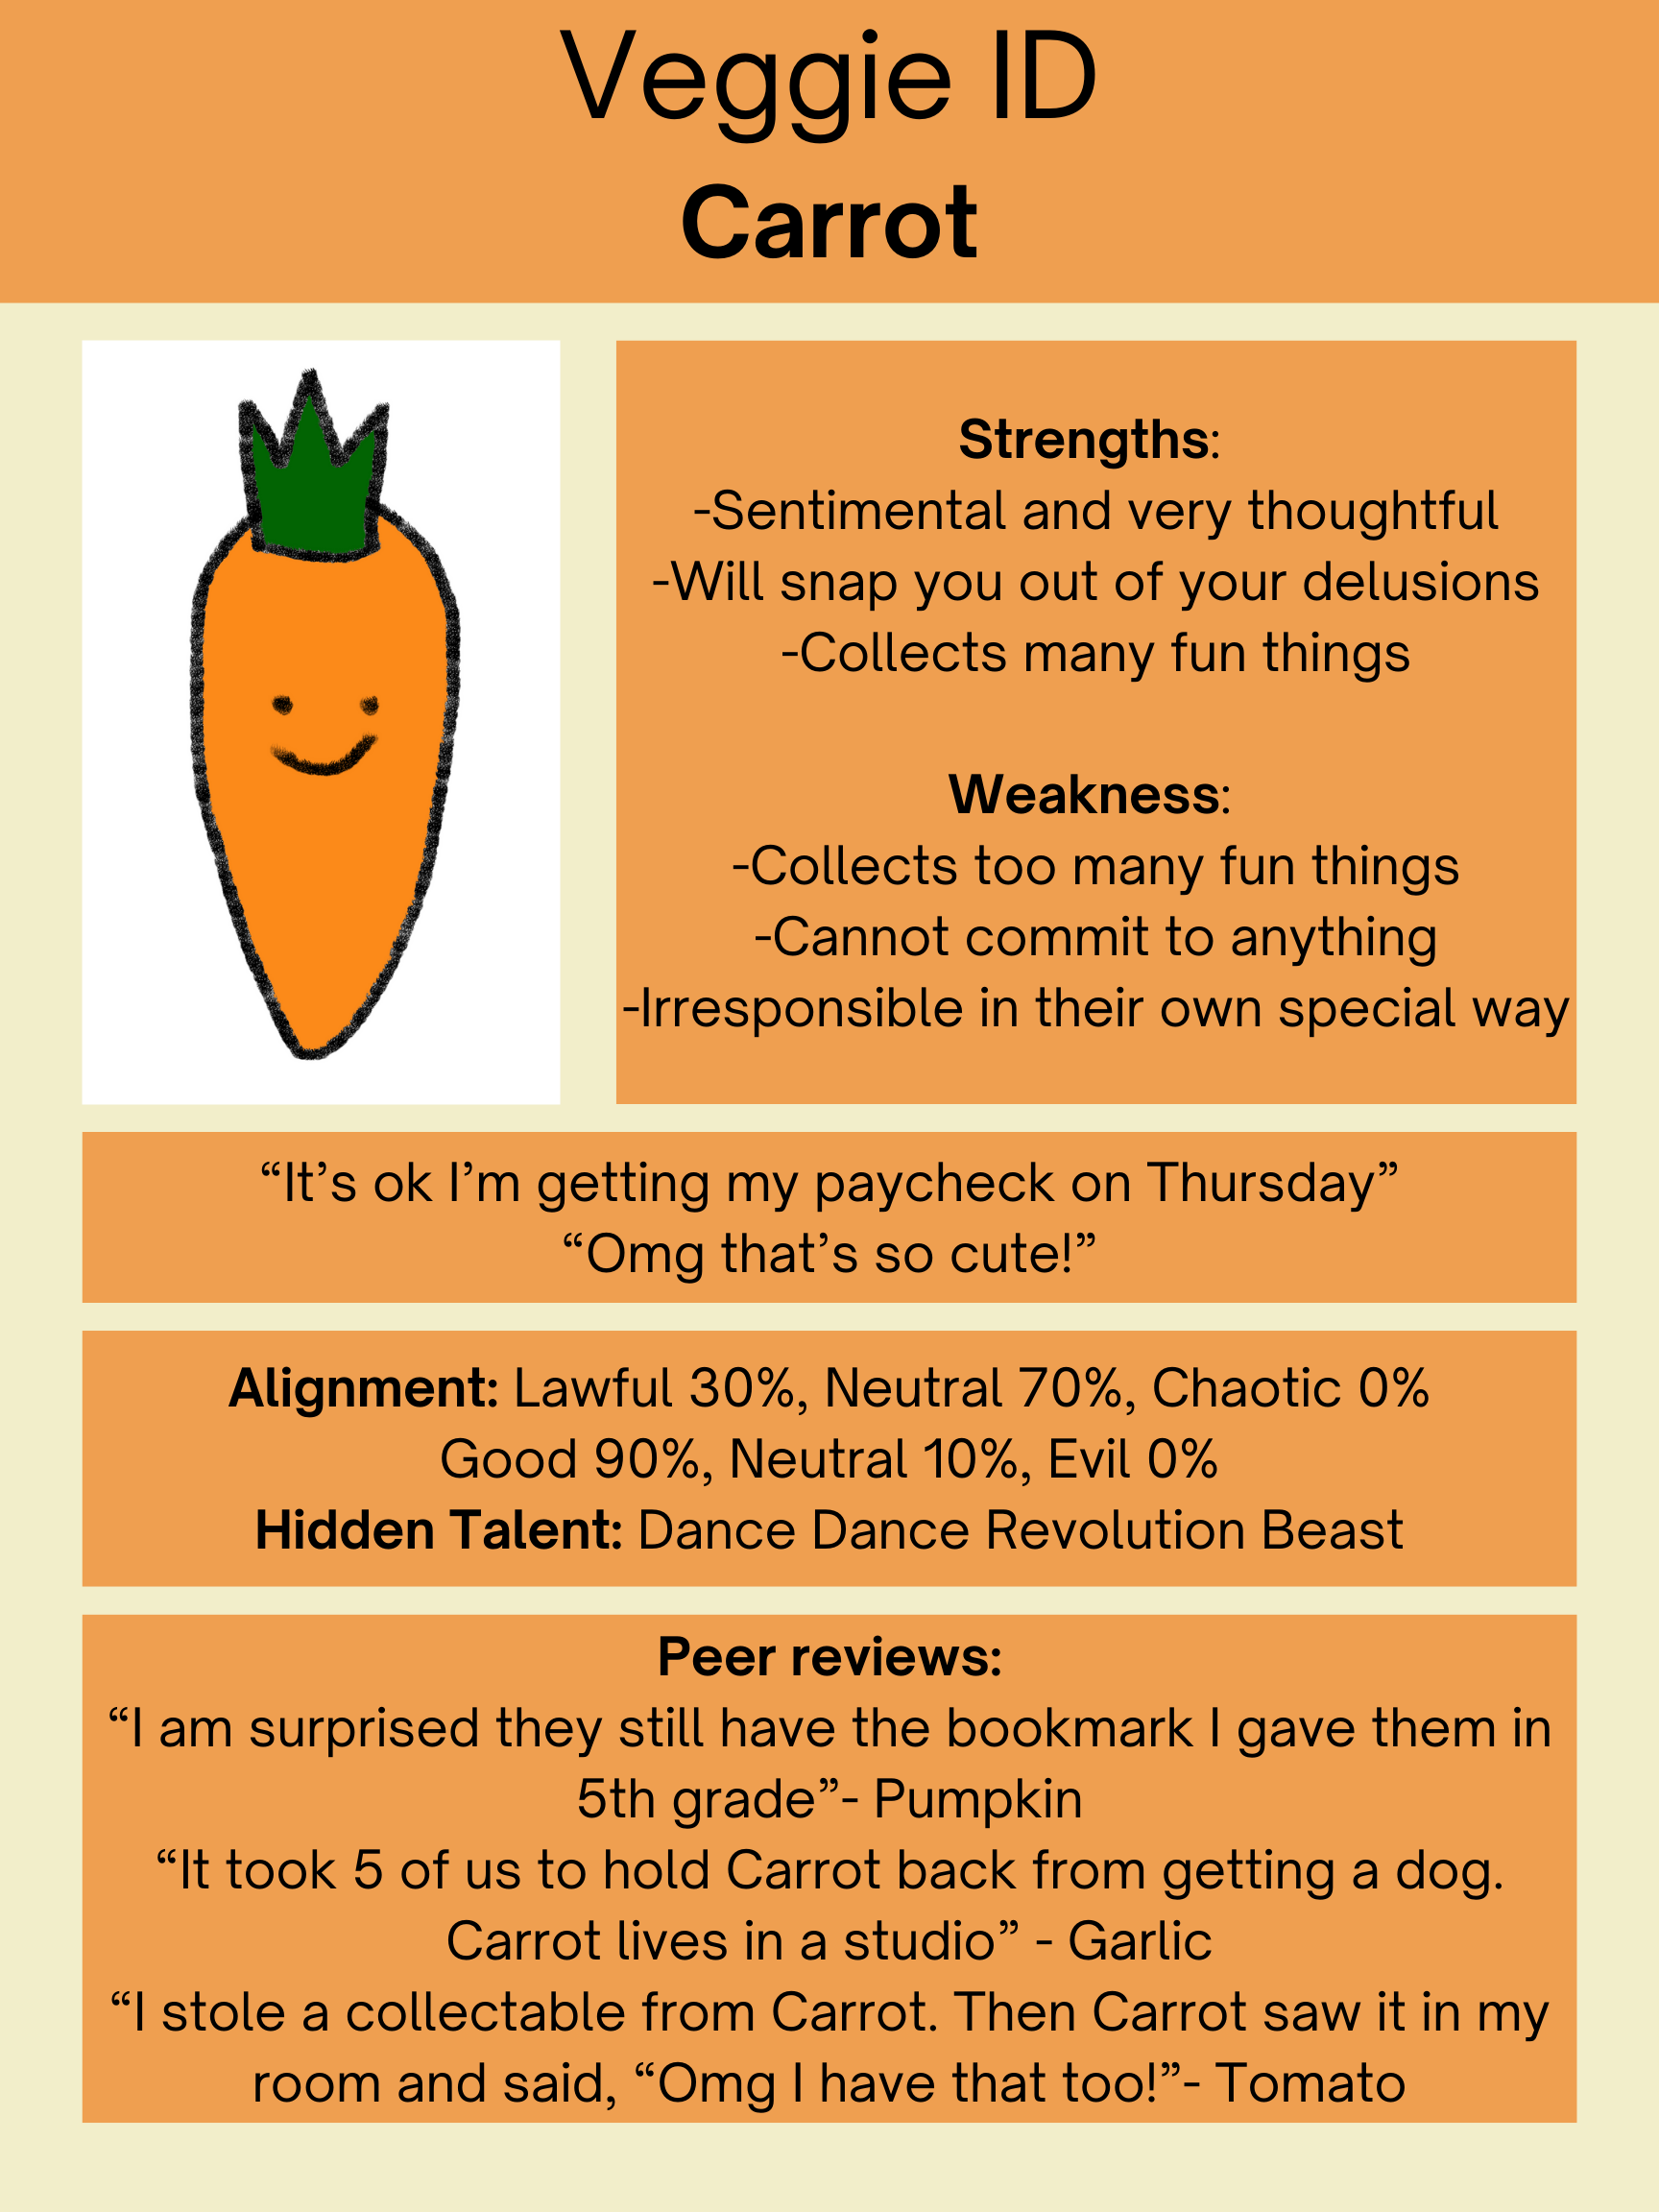 Veggie ID
Carrot
Strengths:
-Sentimental and very thoughtful
-Will snap you out of your delusions
-Collects many fun things
Weakness:
-Collects too many fun things
-Cannot commit to anything
-Irresponsible in their own special way
“It’s ok I’m getting my paycheck on Thursday”
“Omg that’s so cute!”
Alignment: Lawful 30%, Neutral 70%, Chaotic 0%
Good 90%, Neutral 10%, Evil 0%
Hidden Talent: Dance Dance Revolution Beast
Peer reviews:
“I am surprised they still have the bookmark I gave them in
5th grade”- Pumpkin
“It took 5 of us to hold Carrot back from getting a dog.
Carrot lives in a studio” - Garlic
“I stole a collectable from Carrot. Then Carrot saw it in my
room and said, “Omg I have that too!”- Tomato